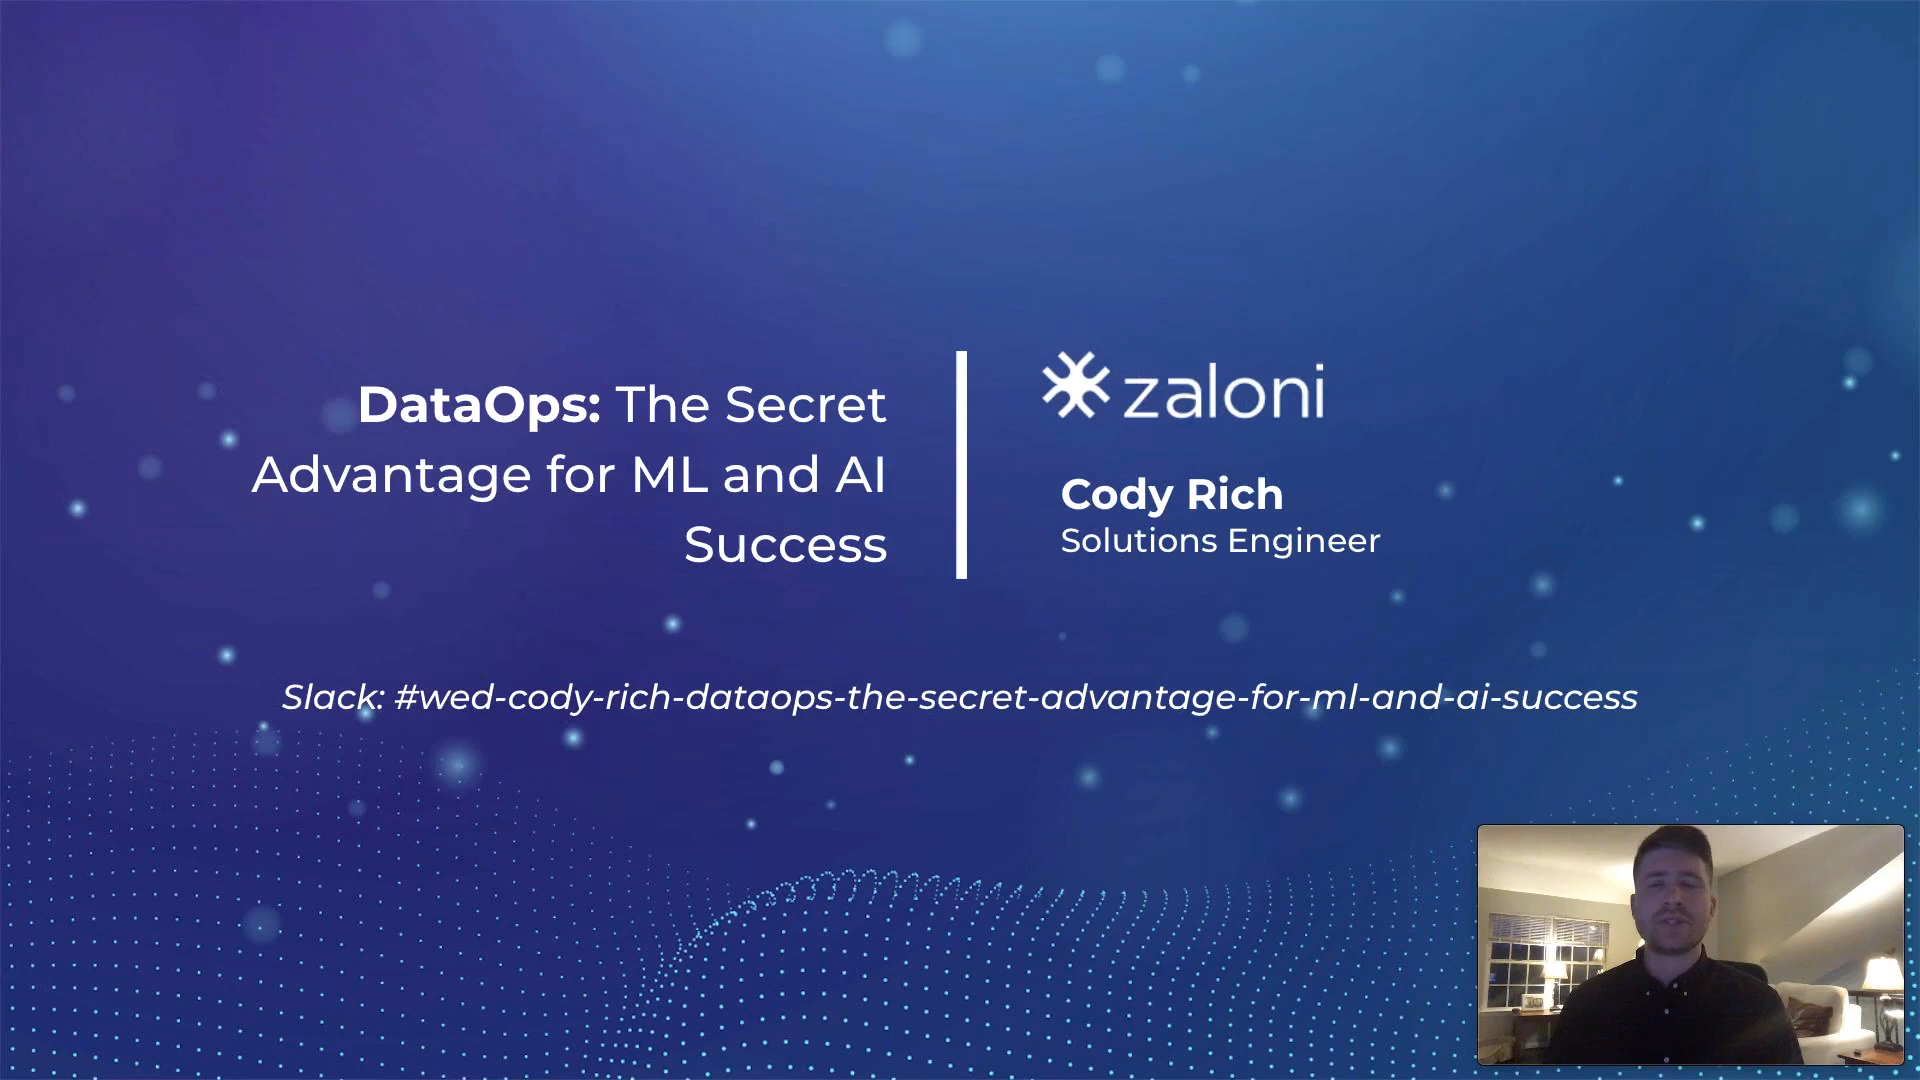 DataOps: The Secret
Advantage for ML and AI
Success
zaloni
Cody Rich
Solutions Engineer
Slack: #wed-cody-rich-dataops-the-secret-advantage-for-ml-and-ai-success